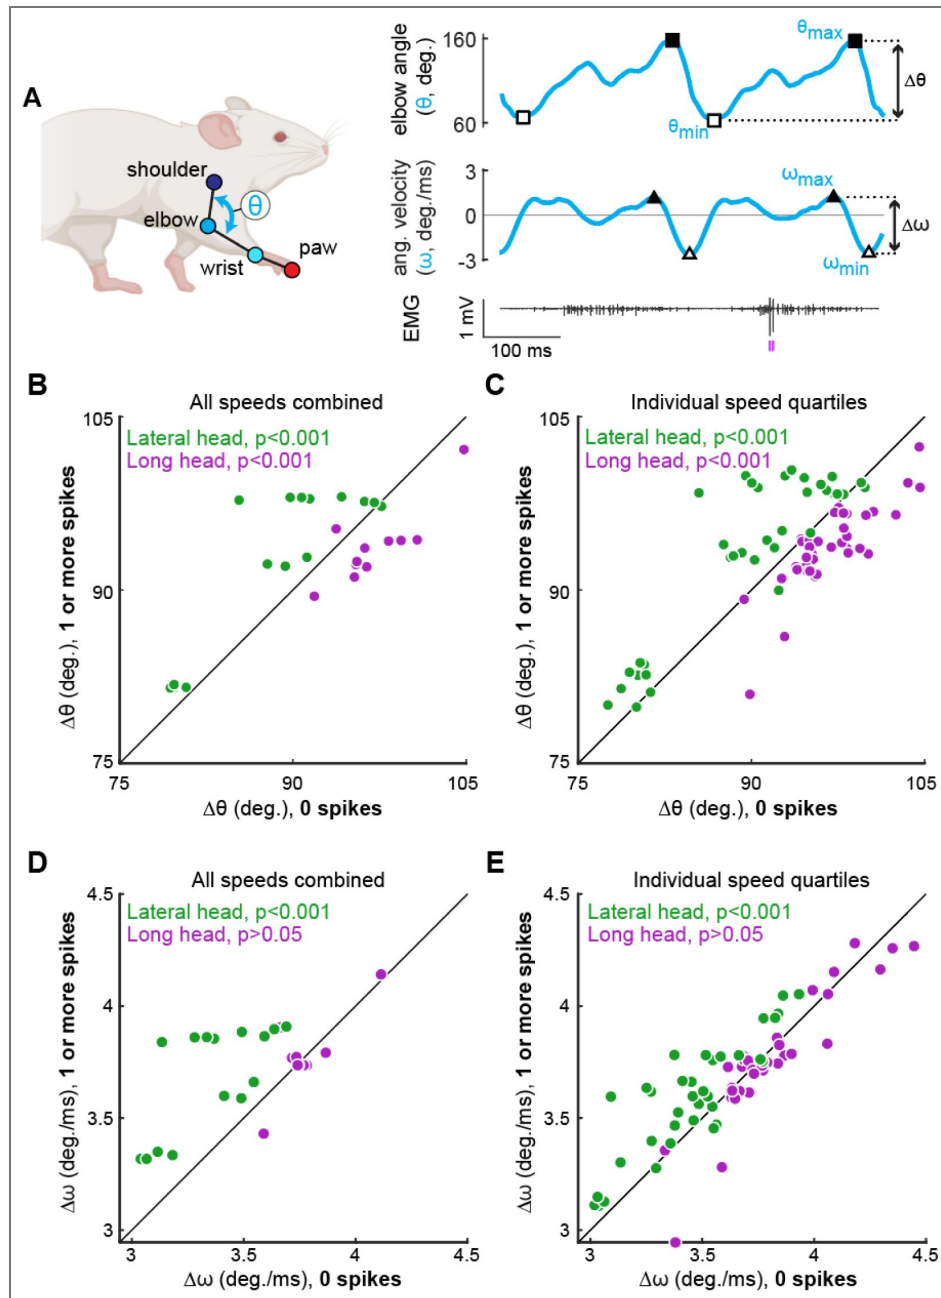 A
shoulder
elbow
wrist
paw
θ
elbow angle
(θ, deg.)
160
60
θmax
θmin
Δθ
ang. velocity
(ω, deg./ms)
3
0
-3
ωmax
ωmin
Δω
EMG
1 mV
100 ms
B
All speeds combined
Lateral head, p<0.001
Long head, p<0.001
Δθ (deg.), 1 or more spikes
105
90
75
75
90
105
Δθ (deg.), 0 spikes
C
Individual speed quartiles
Lateral head, p<0.001
Long head, p<0.001
Δθ (deg.), 1 or more spikes
105
90
75
75
90
105
Δθ (deg.), 0 spikes
D
All speeds combined
Lateral head, p<0.001
Long head, p>0.05
Δω (deg./ms), 1 or more spikes
4.5
4
3.5
3
3
3.5
4
4.5
Δω (deg./ms), 0 spikes
E
Individual speed quartiles
Lateral head, p<0.001
Long head, p>0.05
Δω (deg./ms), 1 or more spikes
4.5
4
3.5
3
3
3.5
4
4.5
Δω (deg./ms), 0 spikes